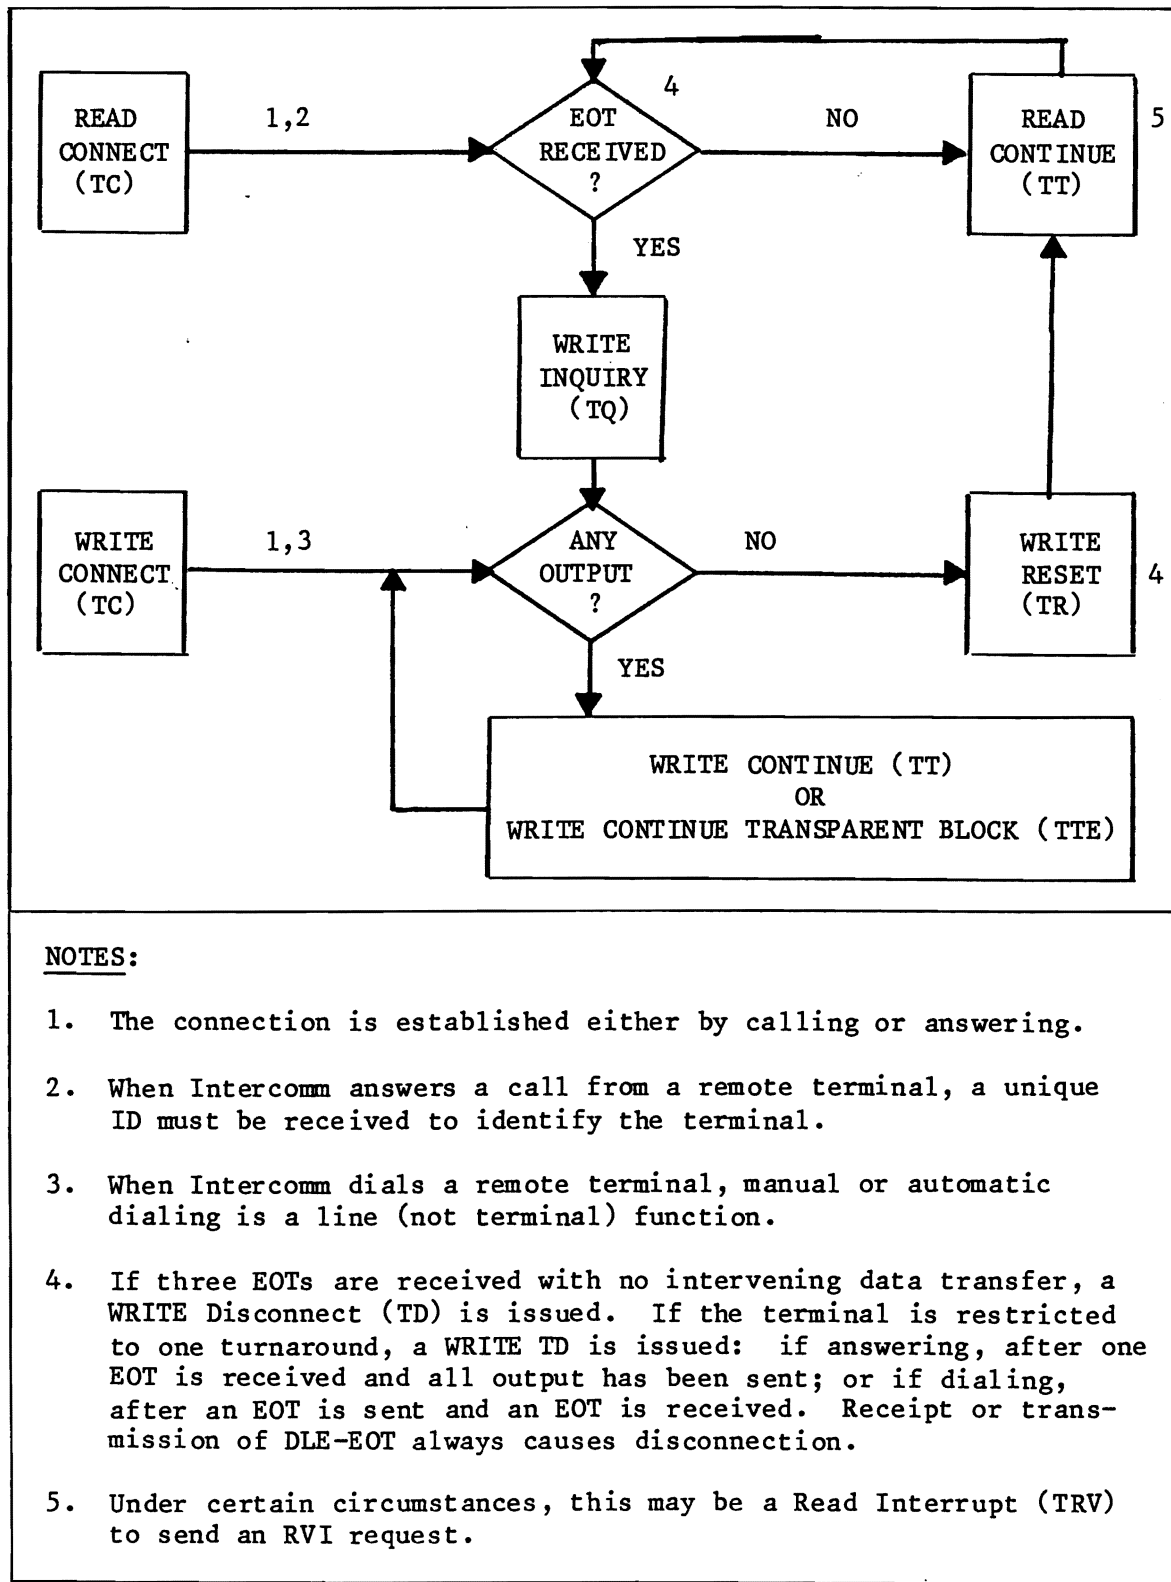 READ
CONNECT
(TC)
1,2
EOT
RECEIVED
?
4
NO
READ
CONTINUE
(TT)
5
YES
WRITE
INQUIRY
(TQ)
WRITE
CONNECT
(TC)
1,3
ANY
OUTPUT
?
NO
WRITE
RESET
(TR)
4
YES
WRITE CONTINUE (TT)
OR
WRITE CONTINUE TRANSPARENT BLOCK (TTE)
NOTES:
1. The connection is established either by calling or answering.
2. When Intercomm answers a call from a remote terminal, a unique
ID must be received to identify the terminal.
3. When Intercomm dials a remote terminal, manual or automatic
dialing is a line (not terminal) function.
4. If three EOTs are received with no intervening data transfer, a
WRITE Disconnect (TD) is issued. If the terminal is restricted
to one turnaround, a WRITE TD is issued: if answering, after one
EOT is received and all output has been sent; or if dialing,
after an EOT is sent and an EOT is received. Receipt or trans-
mission of DLE-EOT always causes disconnection.
5. Under certain circumstances, this may be a Read Interrupt (TRV)
to send an RVI request.